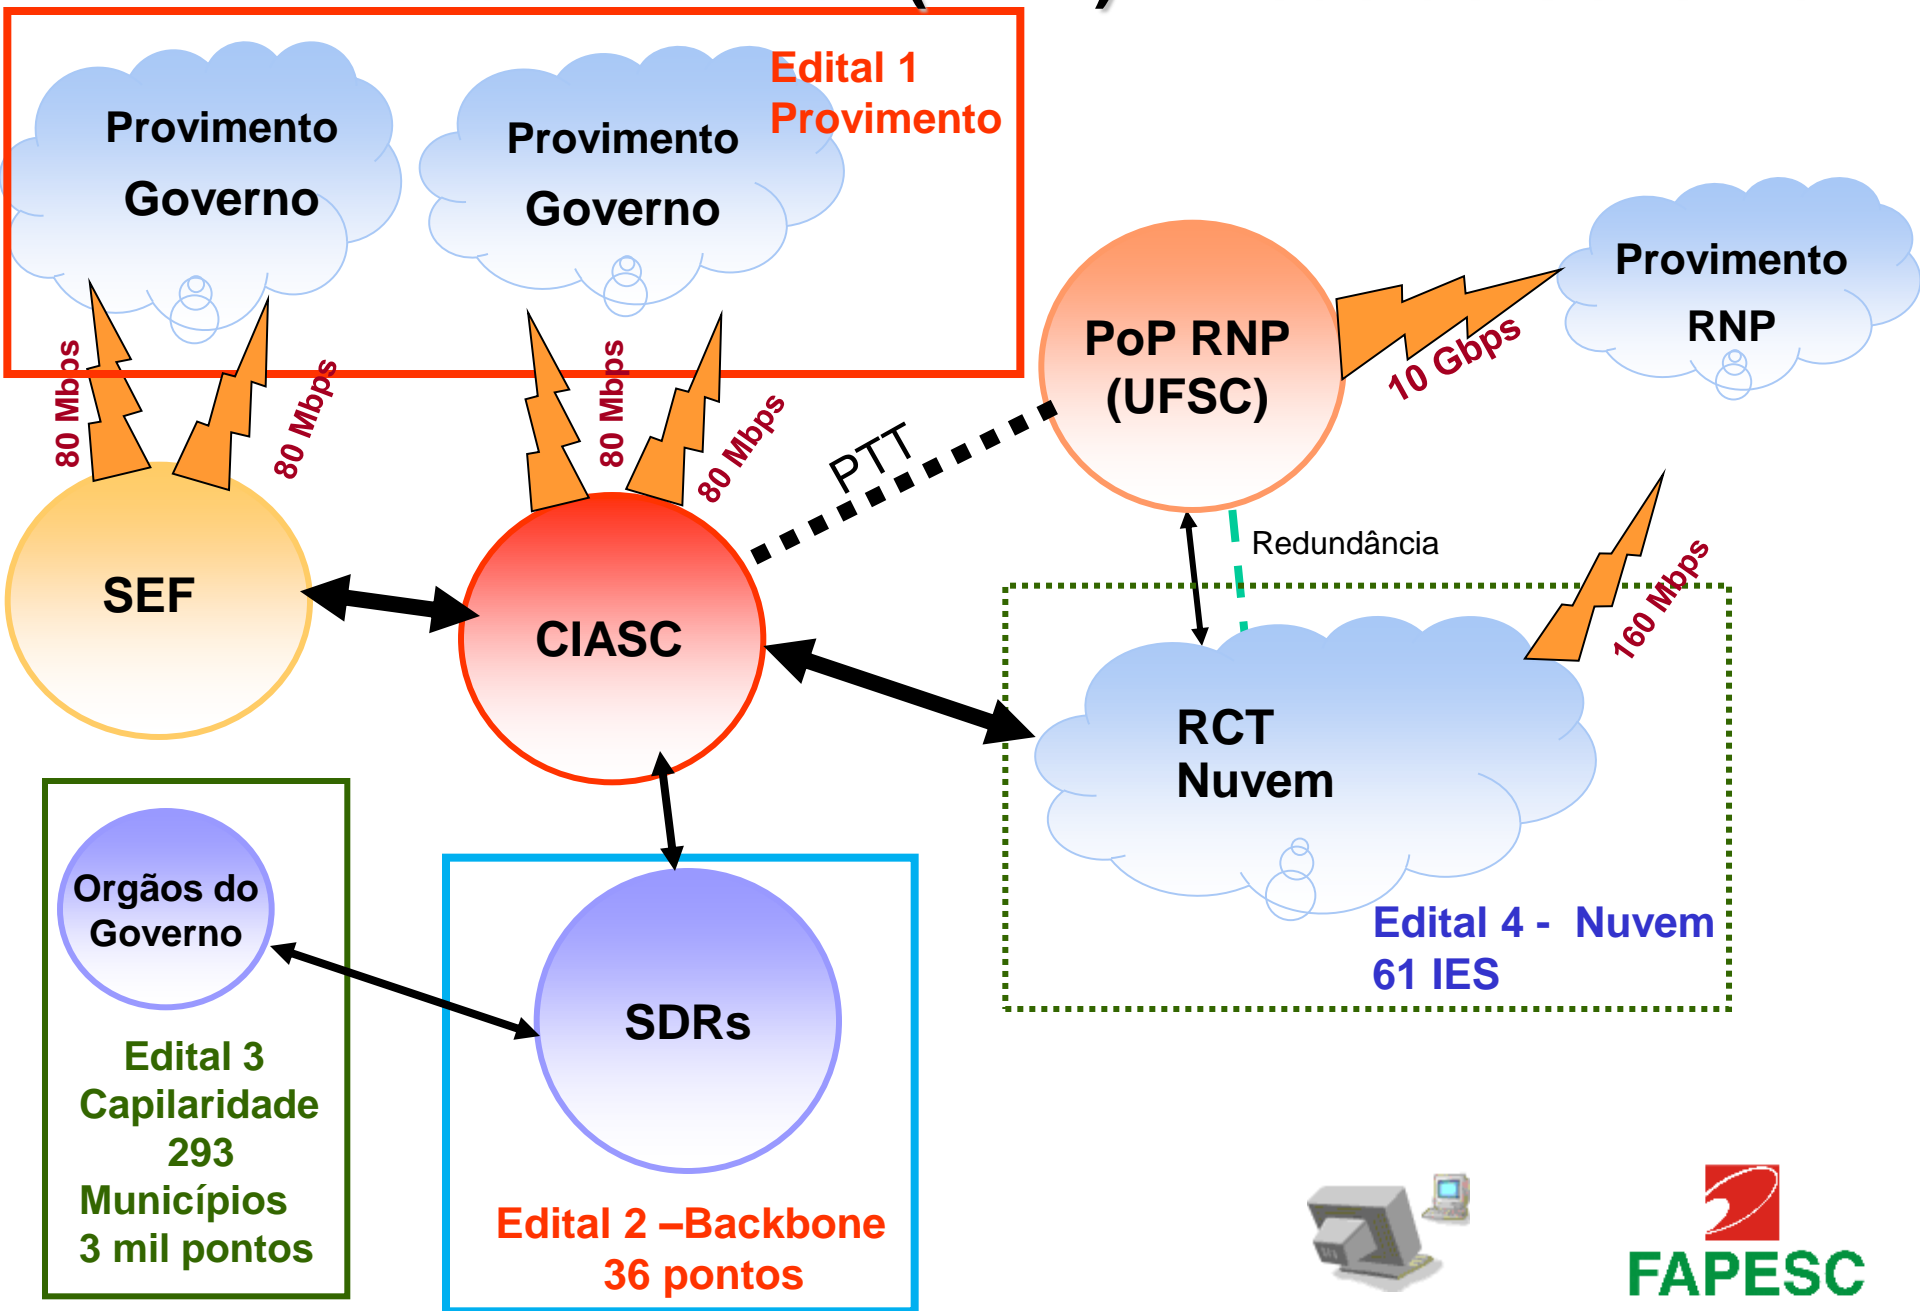 Edital 1
Provimento
Provimento
Governo
Provimento
Governo
Provimento
RNP
PoP RNP
(UFSC)
10 Gbps
80 Mbps
80 Mbps
80 Mbps
80 Mbps
PTT
Redundância
160 Mbps
SEF
CIASC
RCT
Nuvem
Edital 4 - Nuvem
61 IES
Orgãos do
Governo
SDRs
Edital 3
Capilaridade
293
Municípios
3 mil pontos
Edital 2 –Backbone
36 pontos
FAPESC